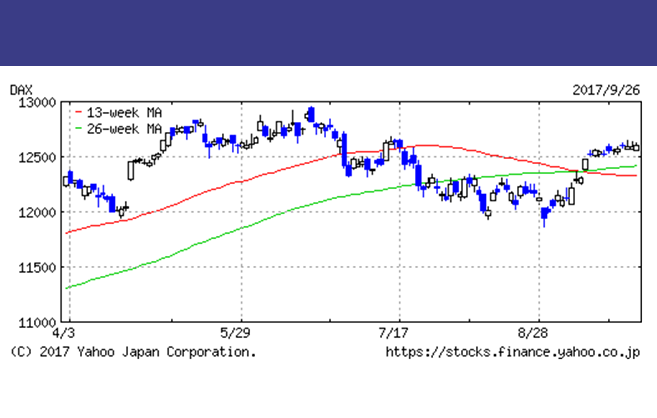 DAX 2017/9/26
13000
13-week MA
26-week MA
12500
12000
11500
11000
4/3 5/29 7/17 8/28
(C) 2017 Yahoo Japan Corporation. https://stocks.finance.yahoo.co.jp